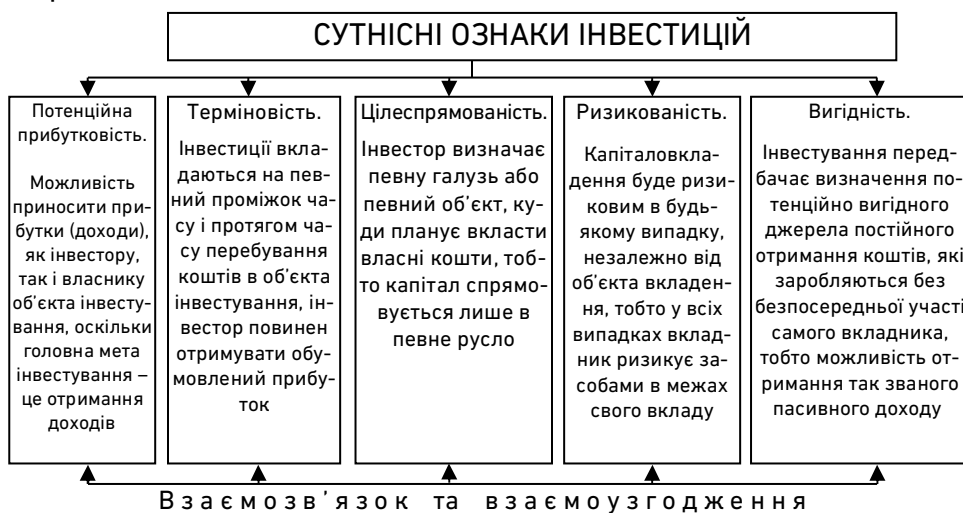 СУТНІСНІ ОЗНАКИ ІНВЕСТИЦІЙ
Потенційна
прибутковість.
Можливість
приносити при-
бутки (доходи),
як інвестору,
так і власнику
об'єкта інвесту-
вання, оскільки
головна мета
інвестування –
це отримання
доходів
Терміновість.
Інвестиції вкла-
даються на пев-
ний проміжок ча-
су і протягом ча-
су перебування
коштів в об'єкта
інвестування, ін-
вестор повинен
отримувати обу-
мовлений прибу-
ток
Цілеспрямованість.
Інвестор визначає
певну галузь або
певний об'єкт, ку-
ди планує вкласти
власні кошти, тоб-
то капітал спрямо-
вується лише в
певне русло
Ризикованість.
Капіталовкла-
дення буде ризи-
ковим в будь-
якому випадку,
незалежно від
об'єкта вкладен-
ня, тобто у всіх
випадках вклад-
ник ризикує за-
собами в межах
свого вкладу
Вигідність.
Інвестування перед-
бачає визначення по-
тенційно вигідного
джерела постійного
отримання коштів, які
заробляються без
безпосередньої участі
самого вкладника,
тобто можливість от-
римання так званого
пасивного доходу
Взаємозв'язок та взаємоузгодження